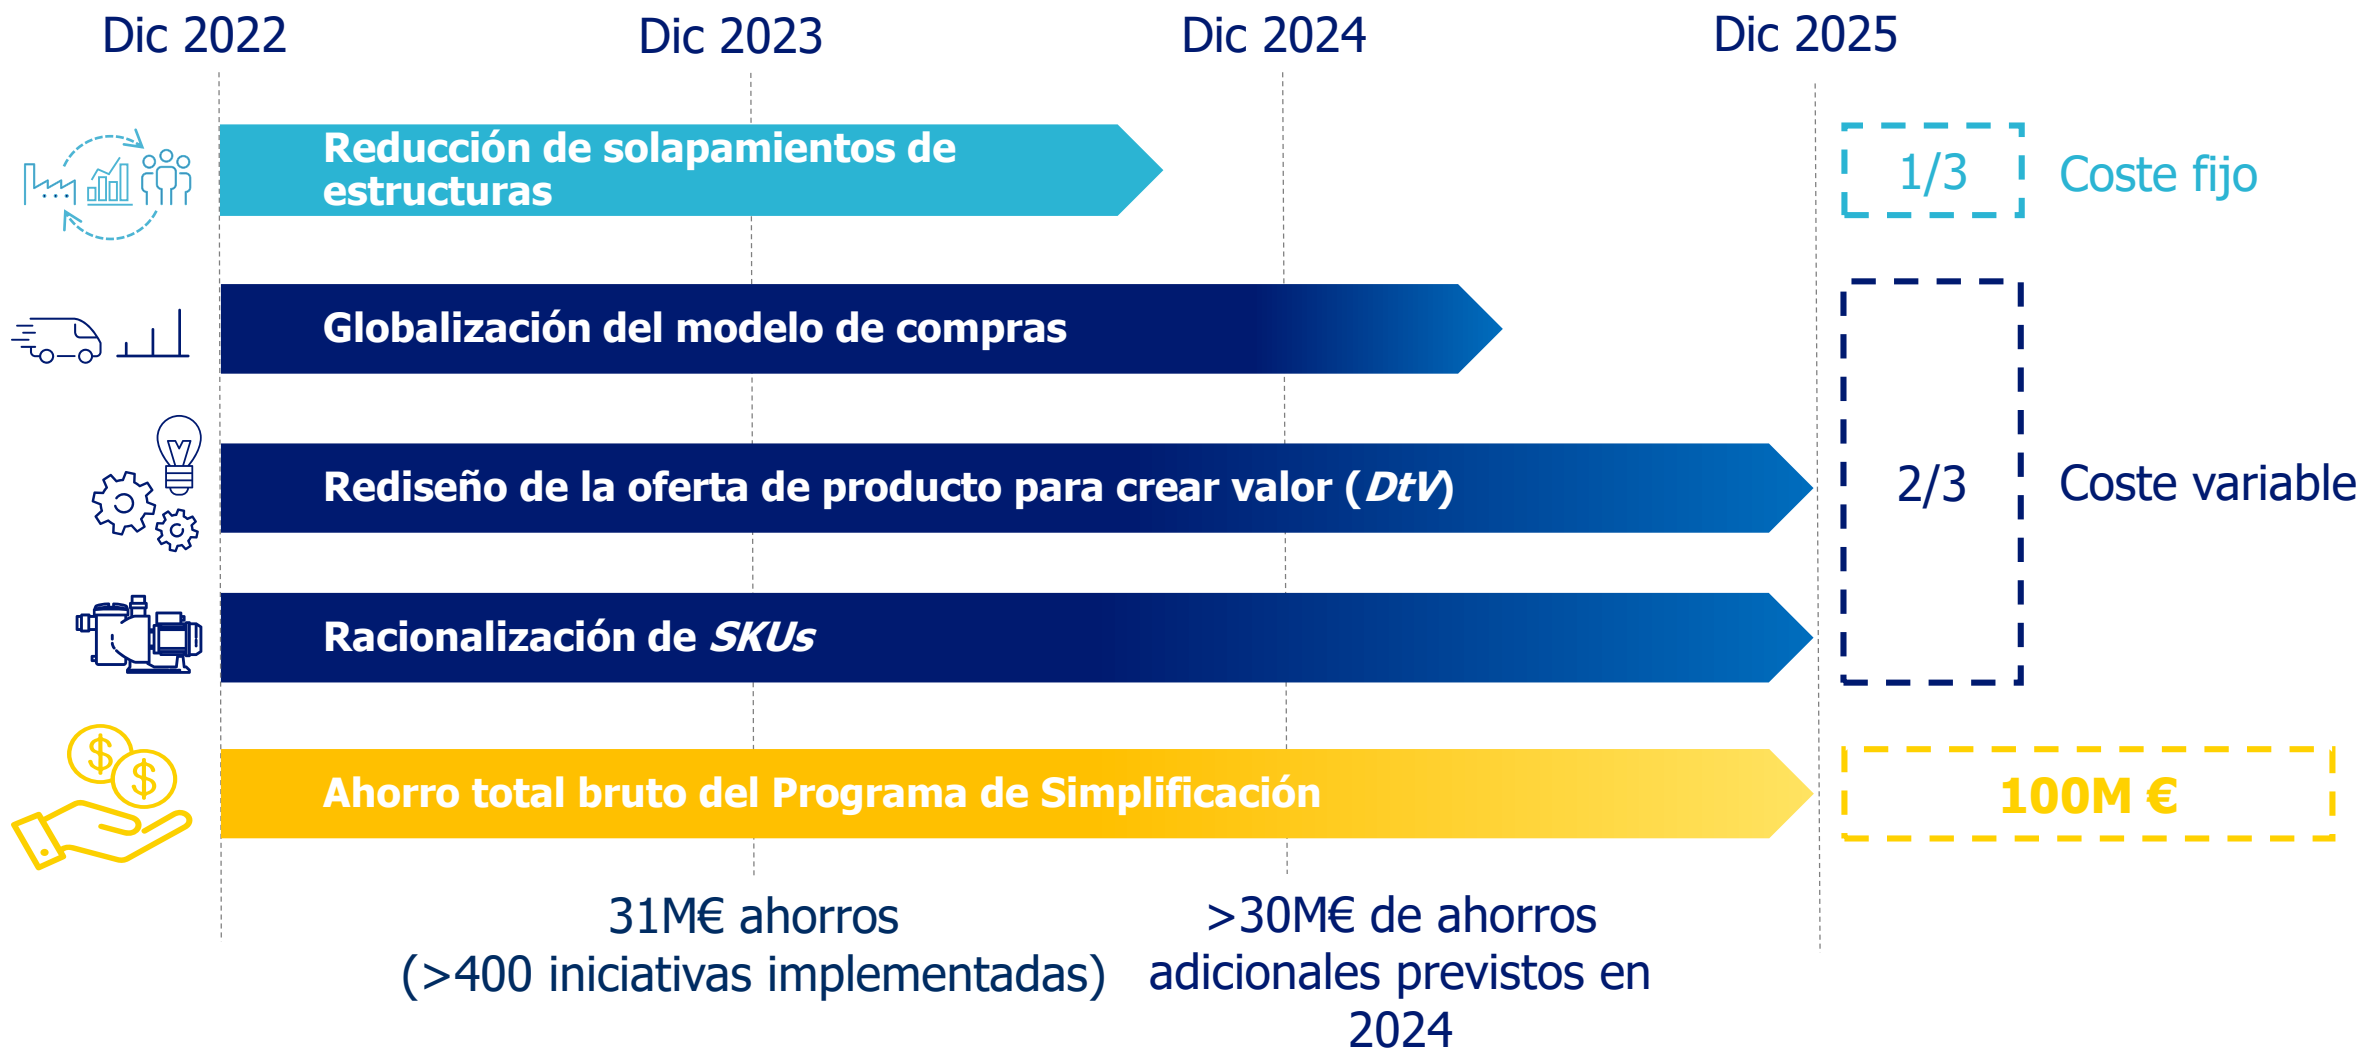 Dic 2022
Dic 2023
Dic 2024
Dic 2025
Reducción de solapamientos de
estructuras
1/3
Coste fijo
Globalización del modelo de compras
Rediseño de la oferta de producto para crear valor (DtV)
2/3
Coste variable
Racionalización de SKUs
$
$
Ahorro total bruto del Programa de Simplificación
100M €
31M€ ahorros
(>400 iniciativas implementadas)
>30M€ de ahorros
adicionales previstos en
2024